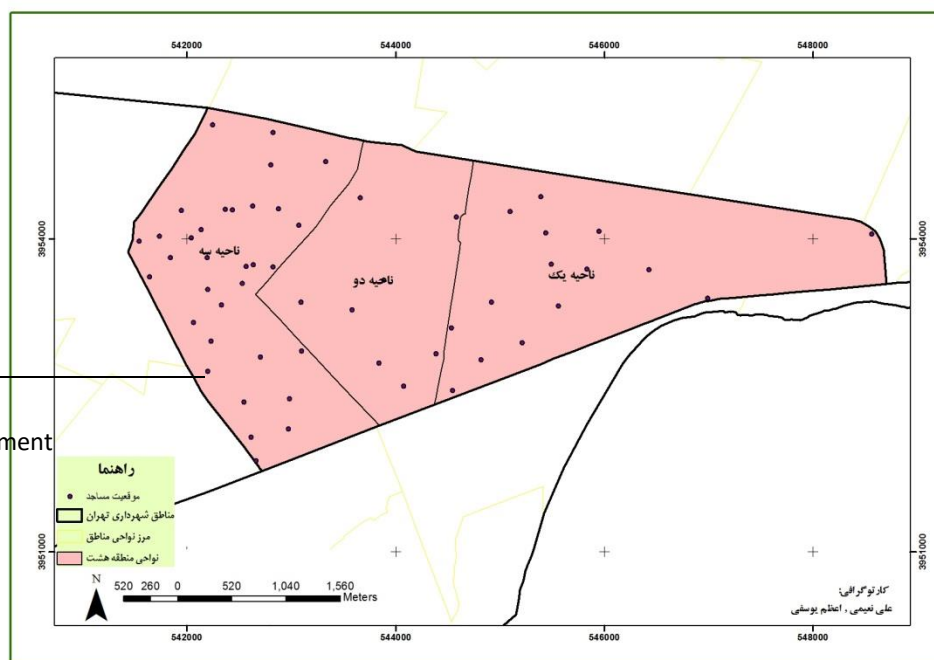 542000 544000 546000 548000
3954000 3954000
ناحیه سه
ناحیه دو
ناحیه یک
ment
راهنما
موقعیت مساجد
مناطق شهرداری تهران
مرز نواحی مناطق
نواحی منطقه هشت
3951000 3951000
N
520 260 0 520 1,040 1,560
Meters
کارتوگرافی:
علی نعیمی , اعظم یوسفی
542000 544000 546000 548000